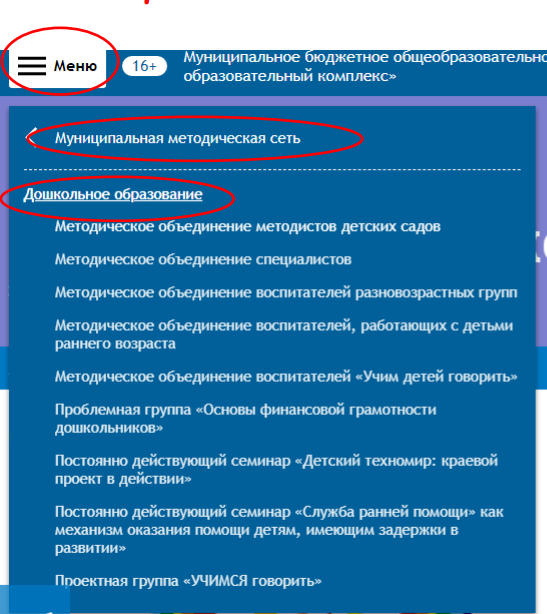 Меню
16+
Муниципальное бюджетное общеобразовательно
образовательный комплекс»
Муниципальная методическая сеть
Дошкольное образование
Методическое объединение методистов детских садов
Методическое объединение специалистов
Методическое объединение воспитателей разновозрастных групп
Методическое объединение воспитателей, работающих с детьми
раннего возраста
Методическое объединение воспитателей «Учим детей говорить»
Проблемная группа «Основы финансовой грамотности
дошкольников»
Постоянно действующий семинар «Детский техномир: краевой
проект в действии»
Постоянно действующий семинар «Служба ранней помощи» как
механизм оказания помощи детям, имеющим задержки в
развитии»
Проектная группа «УЧИМСЯ говорить»